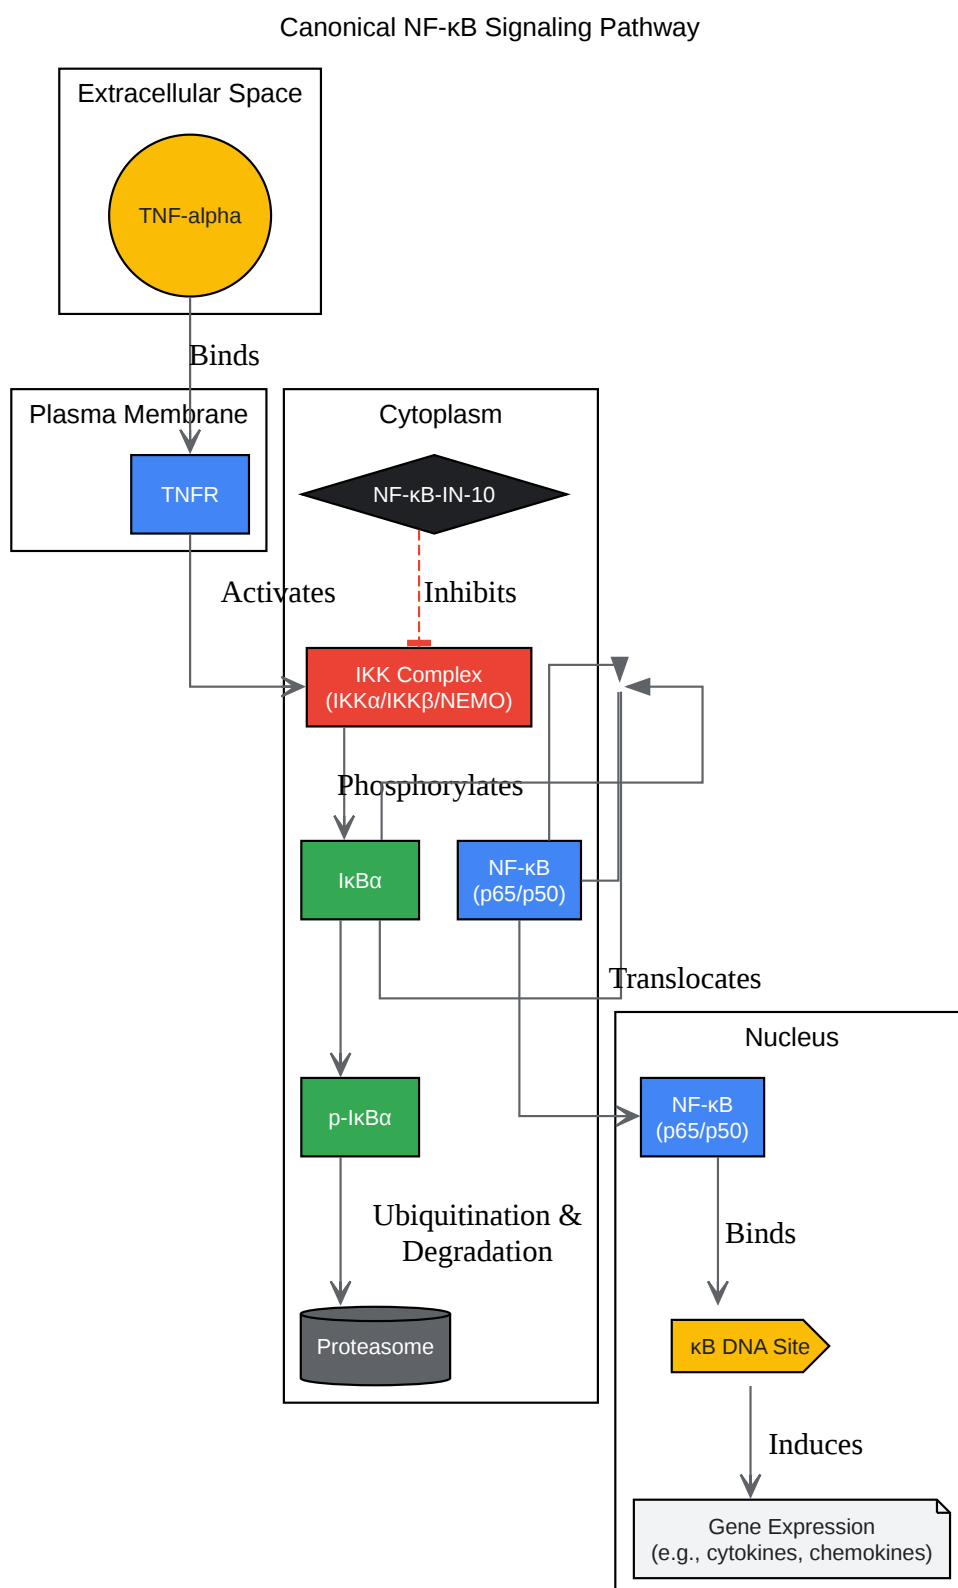 Canonical NF-κB Signaling Pathway
Extracellular Space
TNF-alpha
Binds
Plasma Membrane
Cytoplasm
TNFR
NF-κB-IN-10
Activates
Inhibits
IKK Complex
(IKKα/IKKβ/NEMO)
Phosphorylates
IκBα
NF-κB
(p65/p50)
Translocates
Nucleus
p-IκBα
NF-κB
(p65/p50)
Ubiquitination &
Degradation
Binds
Proteasome
κB DNA Site
Induces
Gene Expression
(e.g., cytokines, chemokines)